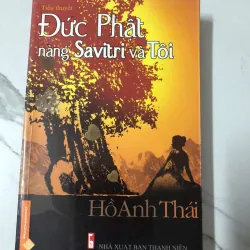 Tiểu thuyết
Đức Phật
nàng Savitri và Tôi
Hồ Anh Thái
NHÀ XUẤT BẢN THANH NIÊN